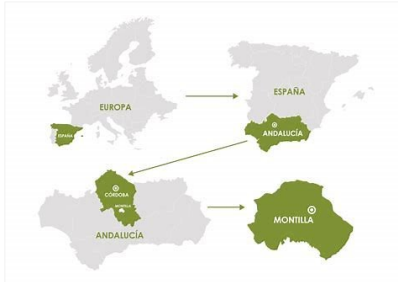 EUROPA
ESPAÑA
ESPAÑA
ANDALUCÍA
CÓRDOBA
MONTILLA
ANDALUCÍA
MONTILLA